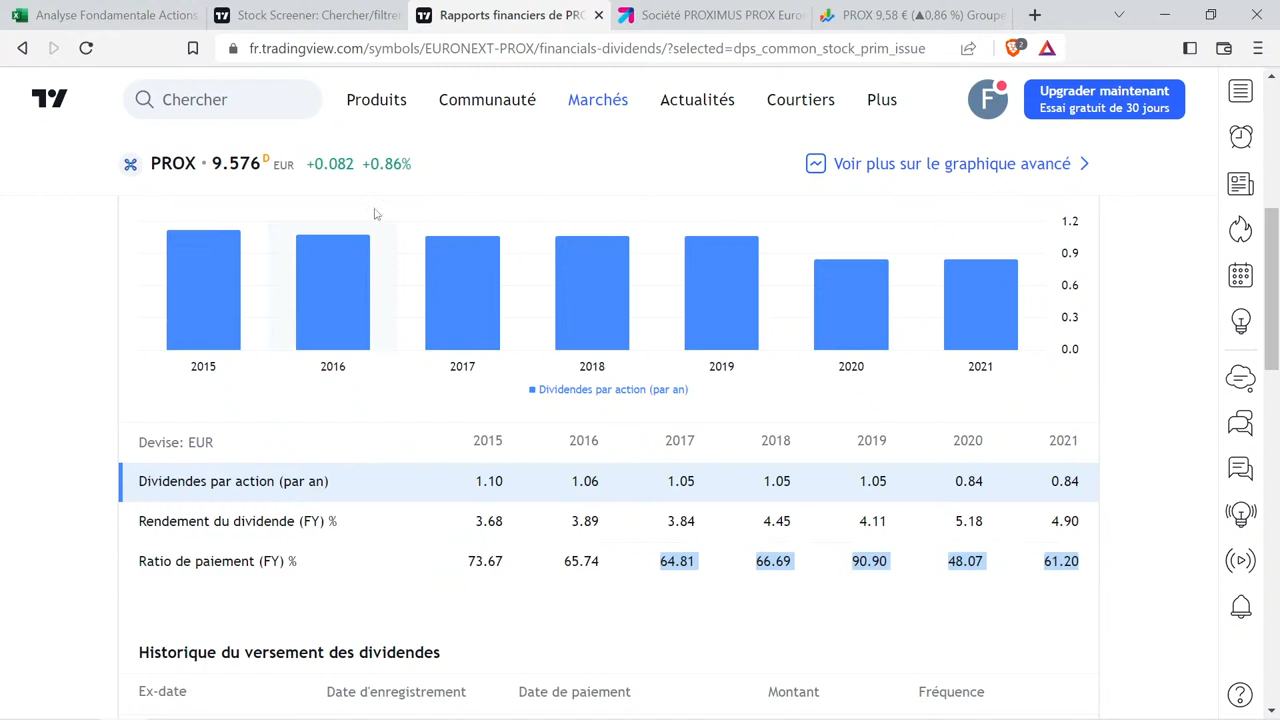 Analyse Fondamentale Actions
Stock Screener: Chercher/filtrer
Rapports financiers de PRO
Société PROXIMUS PROX Euro
PROX 9,58 € (▲0,86 %) Groupe
fr.tradingview.com/symbols/EURONEXT-PROX/financials-dividends/?selected=dps_common_stock_prim_issue
2
Chercher
Produits
Communauté
Marchés
Actualités
Courtiers
Plus
F
Upgrader maintenant
Essai gratuit de 30 jours
PROX • 9.576 D EUR +0.082 +0.86%
Voir plus sur le graphique avancé
1.2
0.9
0.6
0.3
0.0
2015 2016 2017 2018 2019 2020 2021
Dividendes par action (par an)
Devise: EUR 2015 2016 2017 2018 2019 2020 2021
Dividendes par action (par an) 1.10 1.06 1.05 1.05 1.05 0.84 0.84
Rendement du dividende (FY) % 3.68 3.89 3.84 4.45 4.11 5.18 4.90
Ratio de paiement (FY) % 73.67 65.74 64.81 66.69 90.90 48.07 61.20
Historique du versement des dividendes
Ex-date Date d'enregistrement Date de paiement Montant Fréquence